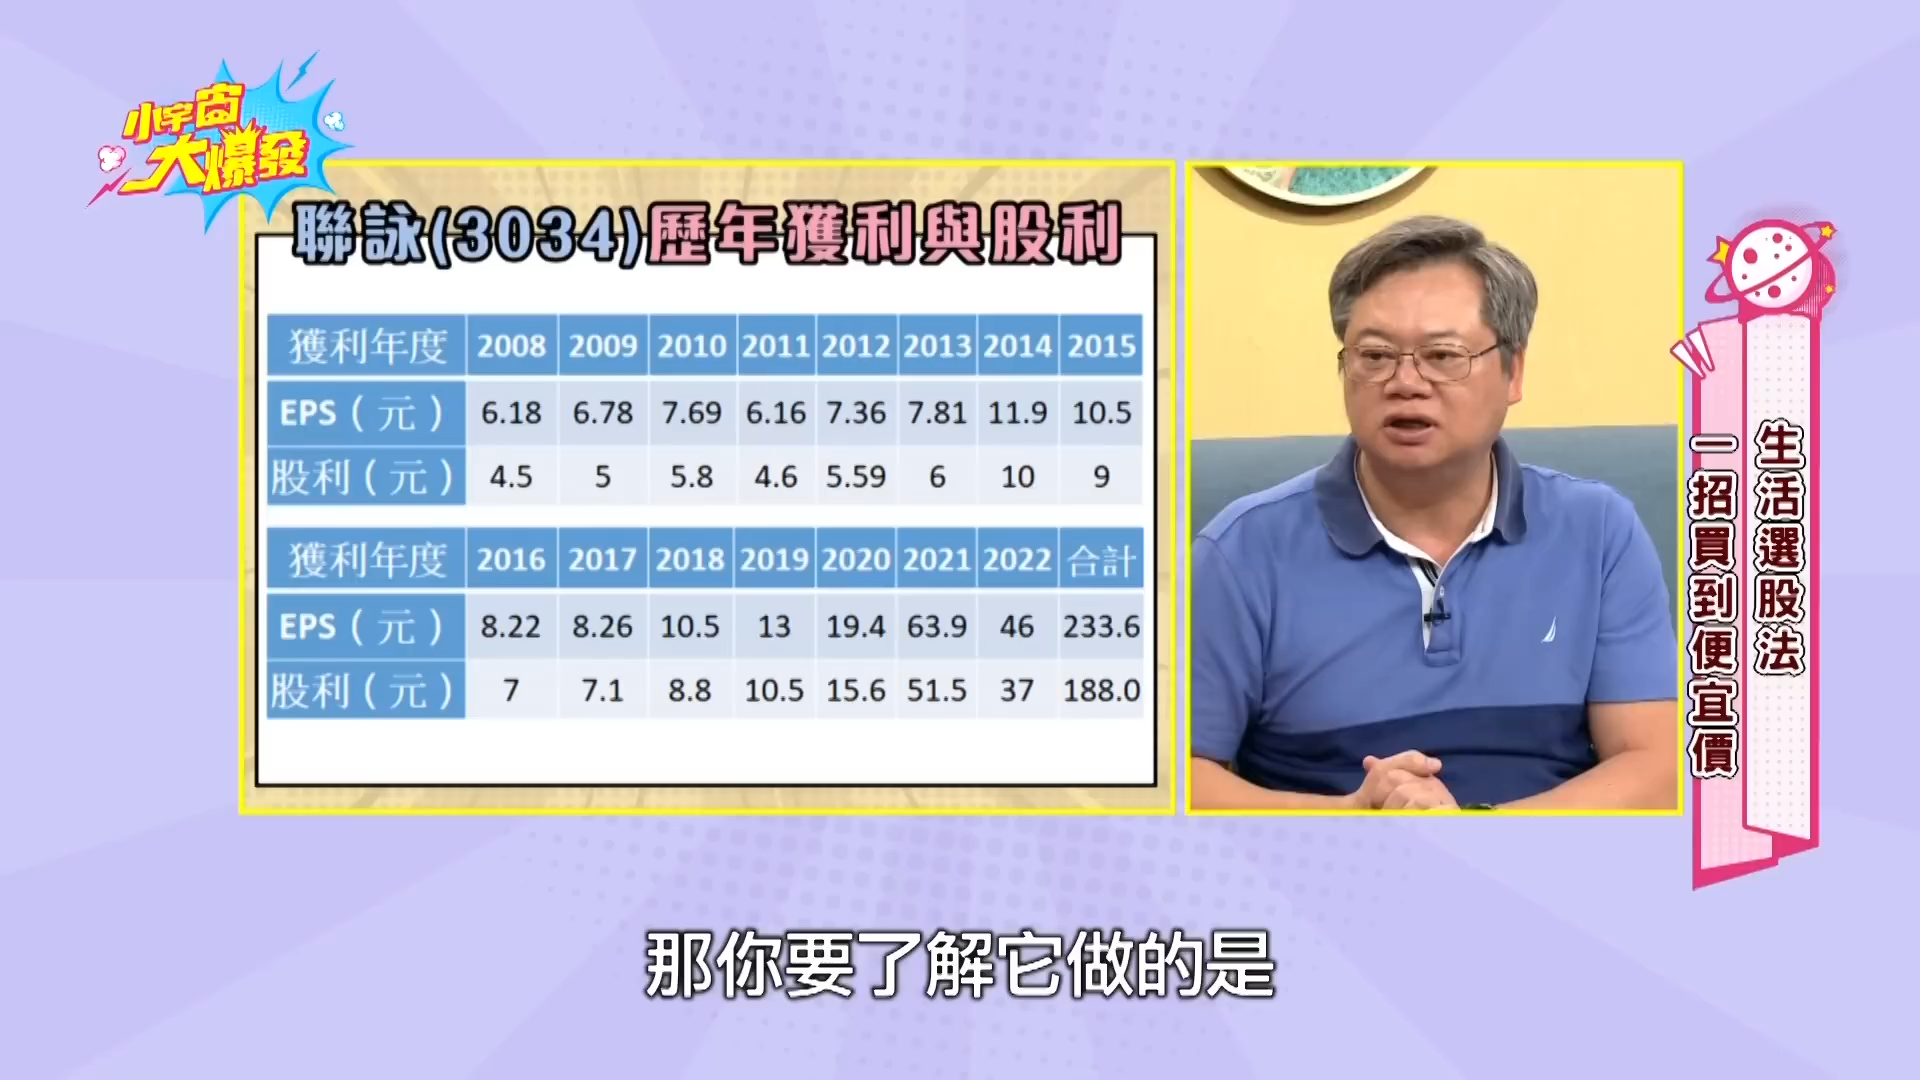 小宇宙
大爆發
聯詠(3034)歷年獲利與股利
獲利年度 2008 2009 2010 2011 2012 2013 2014 2015
EPS(元) 6.18 6.78 7.69 6.16 7.36 7.81 11.9 10.5
股利(元) 4.5 5 5.8 4.6 5.59 6 10 9
獲利年度 2016 2017 2018 2019 2020 2021 2022 合計
EPS(元) 8.22 8.26 10.5 13 19.4 63.9 46 233.6
股利(元) 7 7.1 8.8 10.5 15.6 51.5 37 188.0
生活選股法
一招買到便宜價
那你要了解它做的是